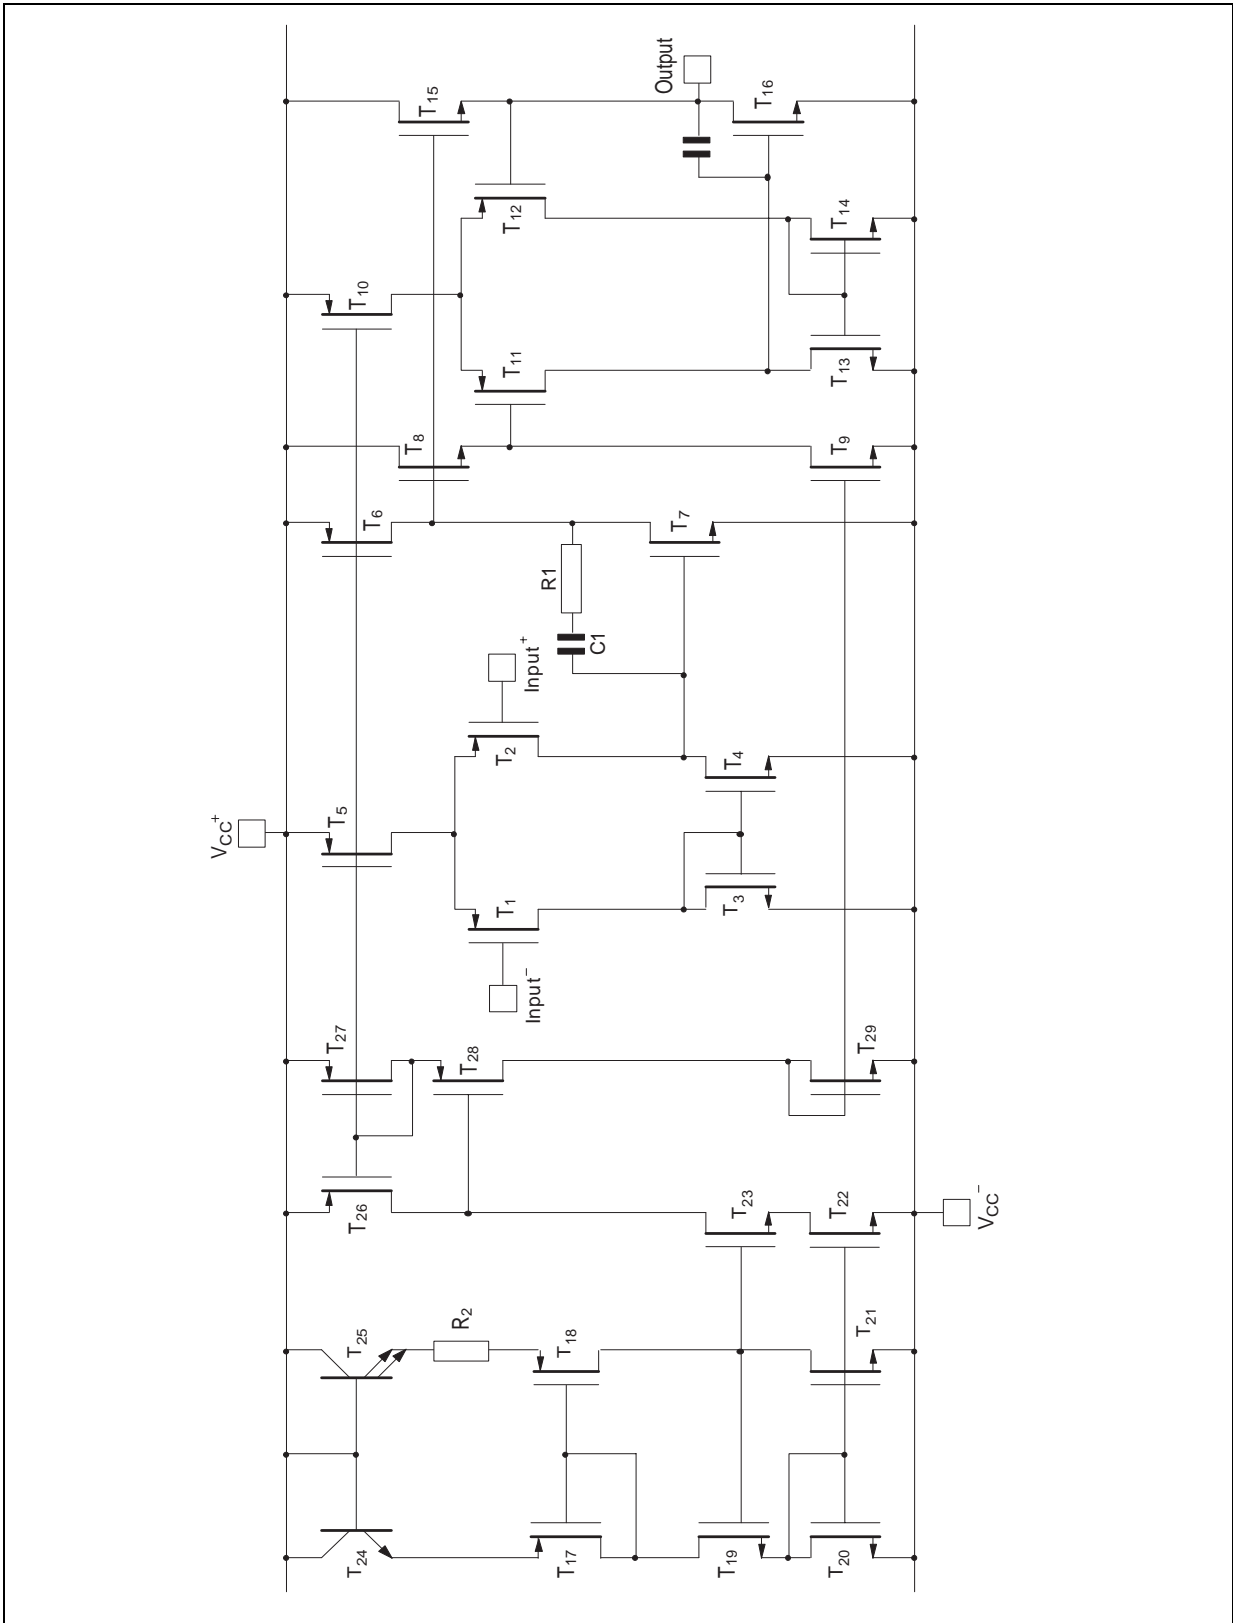 Output
T15
T16
T12
T14
T10
T11
T13
T8
T9
T6
T7
R1
C1
Input+
T2
T4
VCC+
T5
T1
T3
Input−
T27
T28
T29
T26
T23
T22
VCC−
T25
R2
T18
T21
T24
T17
T19
T20